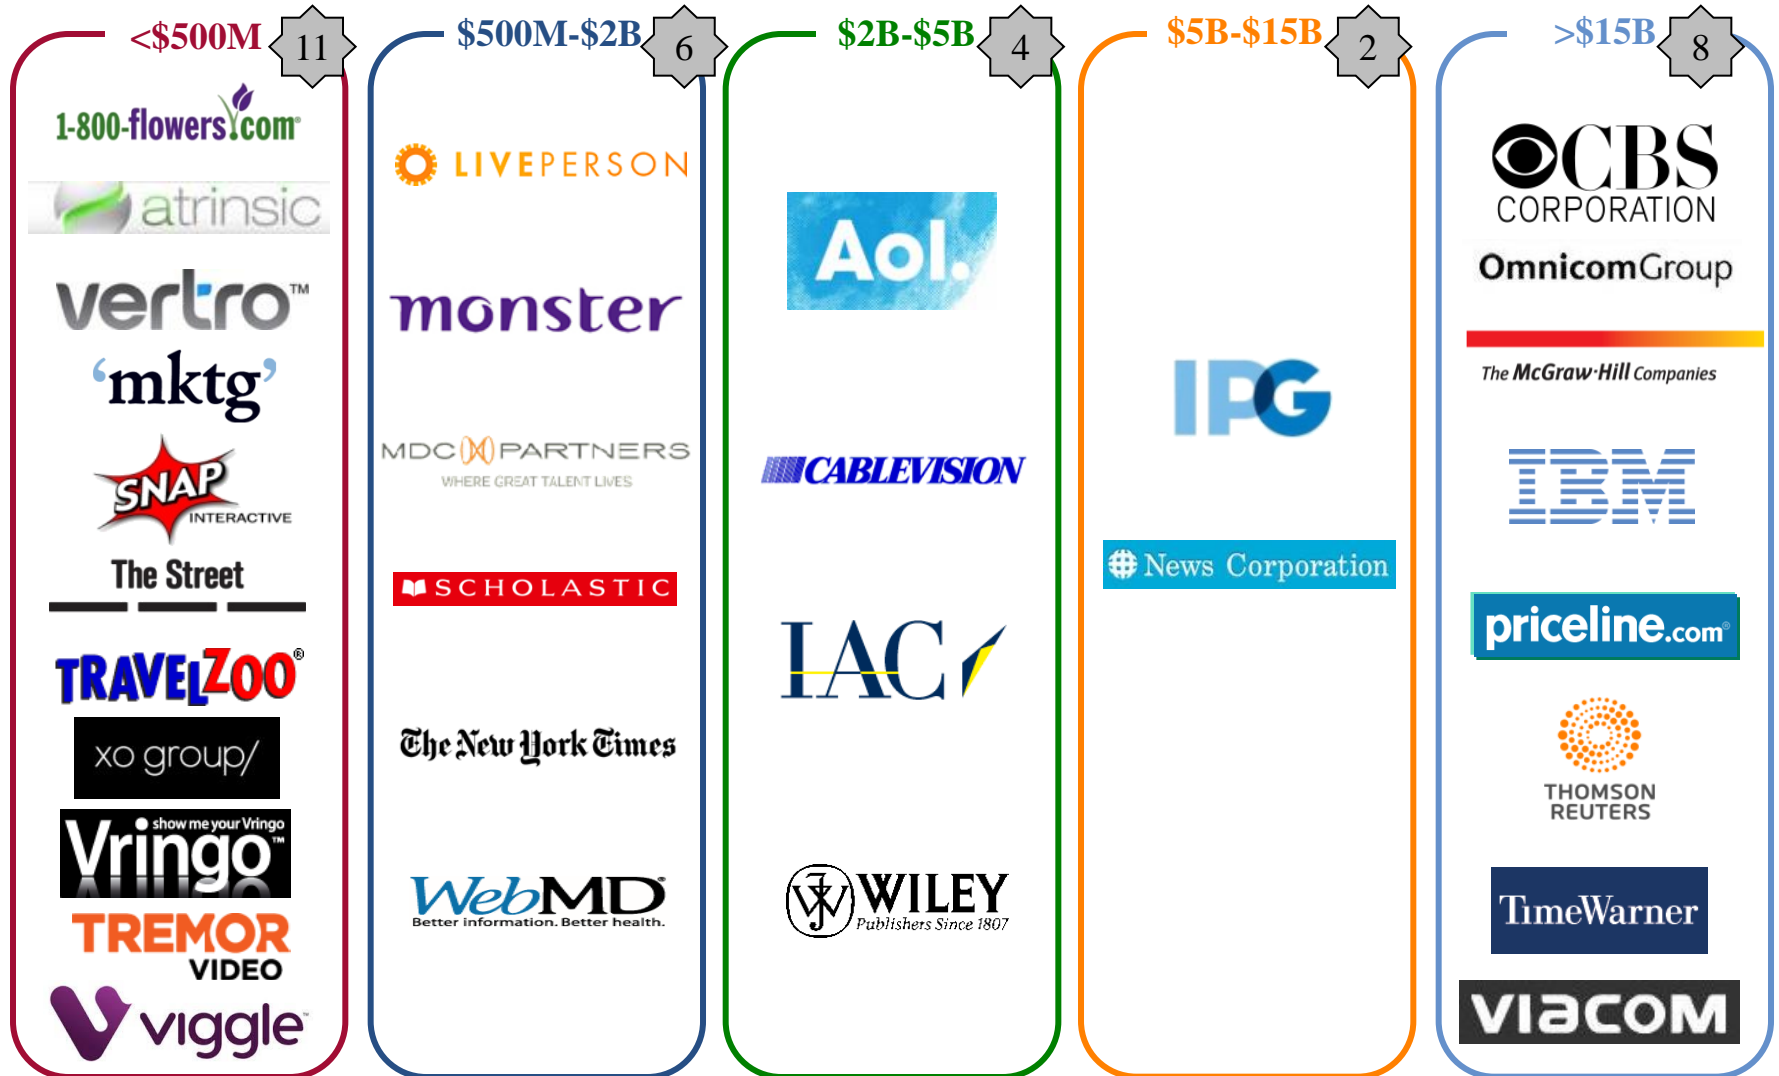 <$500M
11
1-800-flowers.com®
atrinsic
vertro™
'mktg'
SNAP
INTERACTIVE
The Street
TRAVELZOO®
xo group/
show me your Vringo
Vringo™
TREMOR
VIDEO
viggle™
$500M-$2B
6
LIVEPERSON
monster
MDC PARTNERS
WHERE GREAT TALENT LIVES
SCHOLASTIC
The New York Times
WebMD®
Better information. Better health.
$2B-$5B
4
Aol.
CABLEVISION
IAC
JW
WILEY
Publishers Since 1807
$5B-$15B
2
IPG
News Corporation
>$15B
8
CBS
CORPORATION
OmnicomGroup
The McGraw·Hill Companies
IBM
priceline.com®
THOMSON
REUTERS
TimeWarner
VIACOM